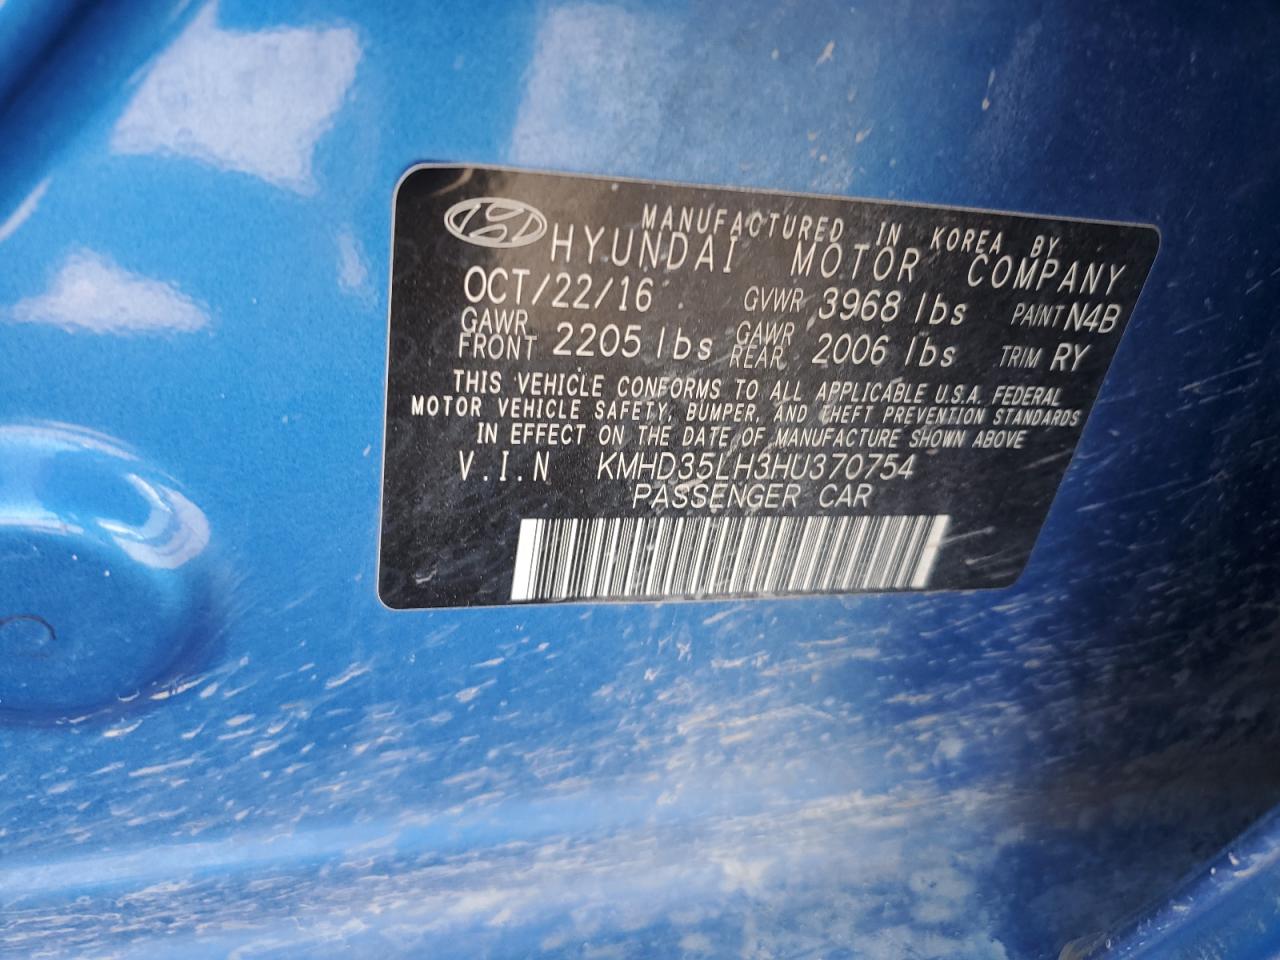 MANUFACTURED IN KOREA BY
HYUNDAI MOTOR COMPANY
OCT/22/16 GVWR 3968 lbs PAINT N4B
GAWR FRONT 2205 lbs GAWR REAR 2006 lbs TRIM RY
THIS VEHICLE CONFORMS TO ALL APPLICABLE U.S.A. FEDERAL
MOTOR VEHICLE SAFETY, BUMPER, AND THEFT PREVENTION STANDARDS
IN EFFECT ON THE DATE OF MANUFACTURE SHOWN ABOVE
V.I.N KMHD35LH3HU370754
PASSENGER CAR